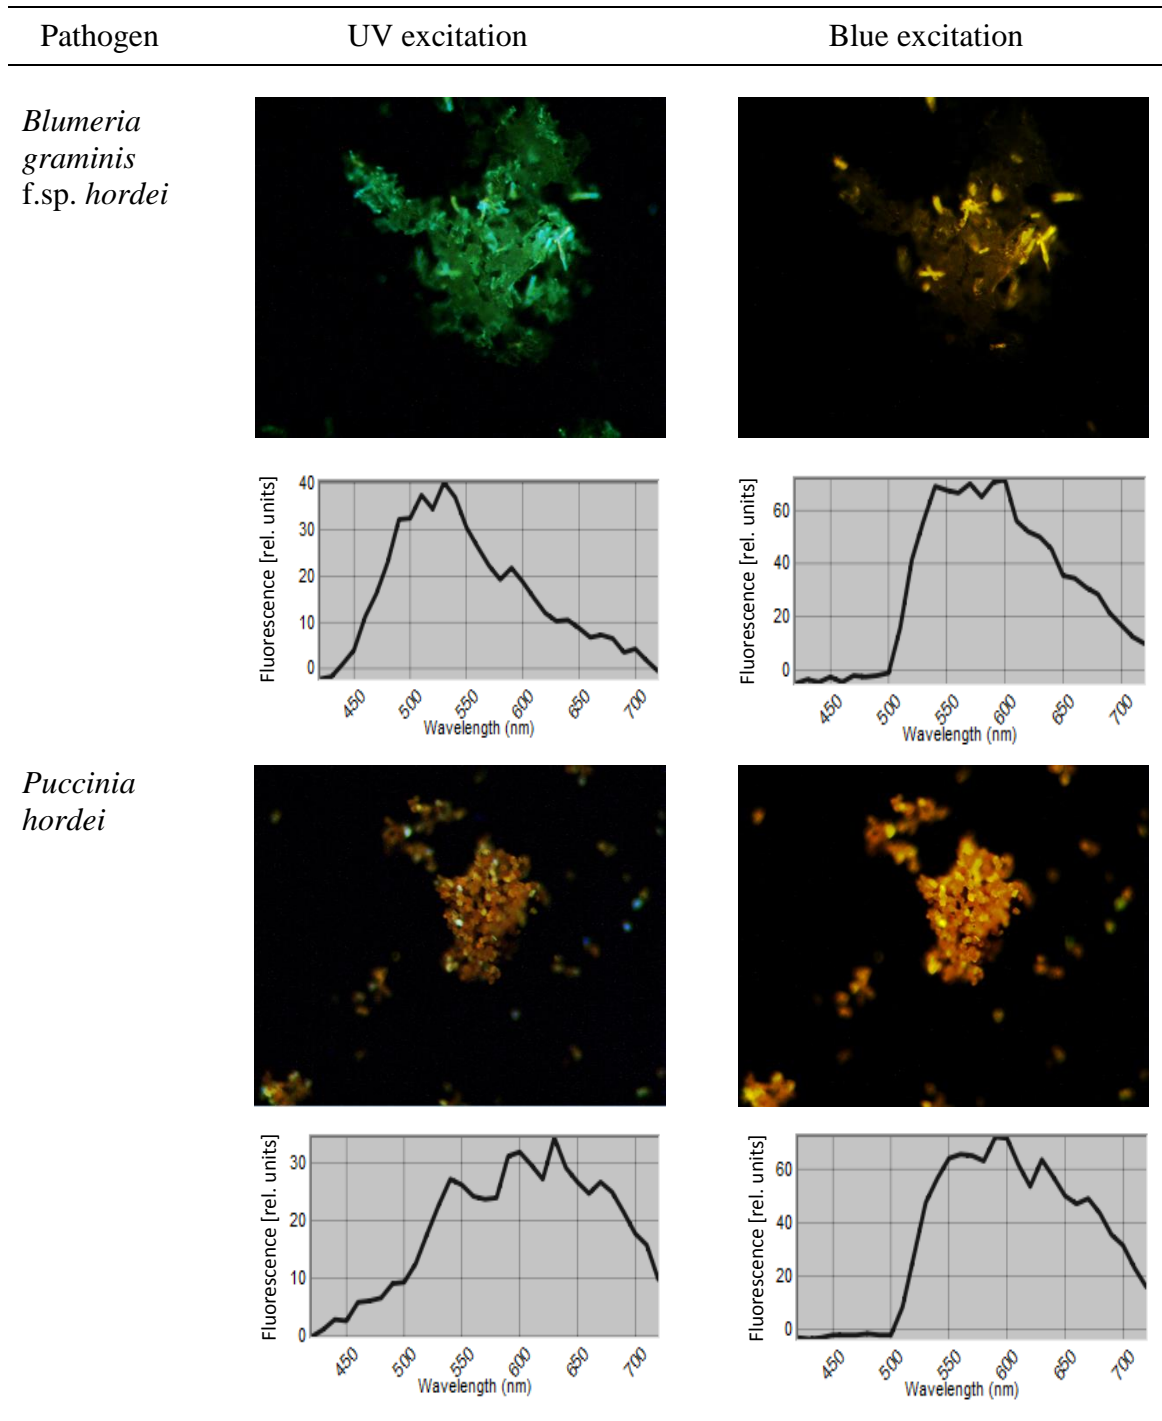 Pathogen UV excitation Blue excitation
Blumeria
graminis
f.sp. hordei
Fluorescence [rel. units]
40
30
20
10
0
450 500 550 600 650 700
Wavelength (nm)
Fluorescence [rel. units]
60
40
20
0
450 500 550 600 650 700
Wavelength (nm)
Puccinia
hordei
Fluorescence [rel. units]
30
20
10
0
450 500 550 600 650 700
Wavelength (nm)
Fluorescence [rel. units]
60
40
20
0
450 500 550 600 650 700
Wavelength (nm)